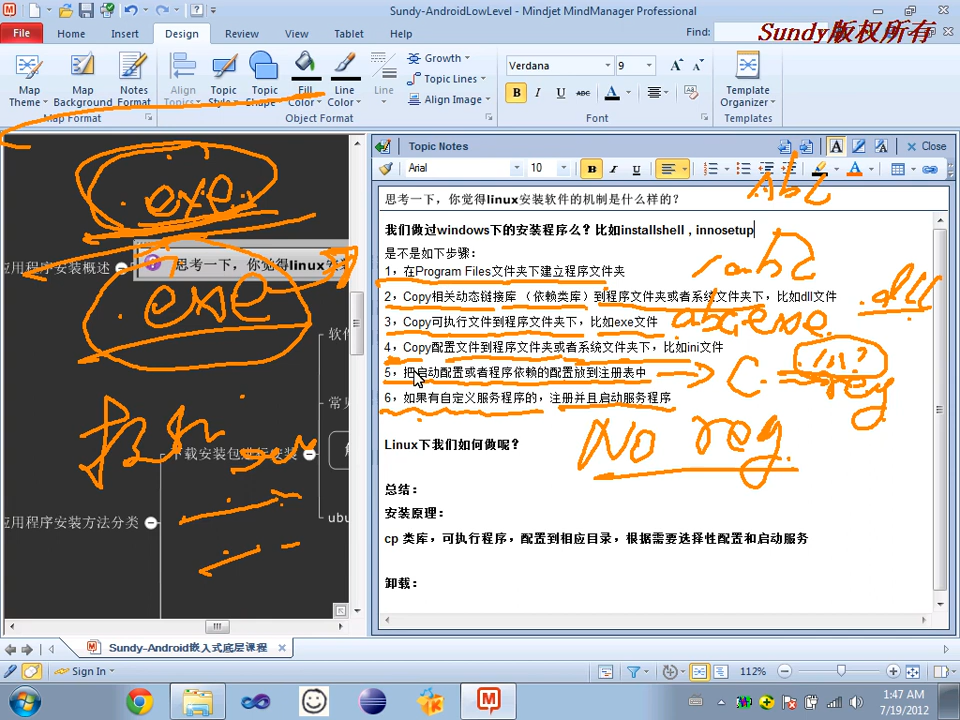 Sundy-AndroidLowLevel - Mindjet MindManager Professional
Sundy版权所有
File Home Insert Design Review View Tablet Help Find:
Map Theme
Map Background
Notes Format
Align Topics
Topic Style
Topic Shape
Fill Color
Line Color
Line
Growth
Topic Lines
Align Image
Verdana 9
B I U abc A
Template Organizer
Map Format Object Format Font Templates
Topic Notes
A A Close
Arial 10
B I U
Abc
.exe
应用程序安装概述
思考一下，你觉得linux安装
.exe
软件
常见
下载安装包进行安装
应用程序安装方法分类
ubu
思考一下，你觉得linux安装软件的机制是什么样的?
我们做过windows下的安装程序么? 比如installshell , innosetup
是不是如下步骤:
1，在Program Files文件夹下建立程序文件夹
2，Copy相关动态链接库 （依赖类库）到程序文件夹或者系统文件夹下，比如dll文件
3，Copy可执行文件到程序文件夹下，比如exe文件
4，Copy配置文件到程序文件夹或者系统文件夹下，比如ini文件
5，把启动配置或者程序依赖的配置放到注册表中
6，如果有自定义服务程序的，注册并且启动服务程序
.dll
abc.exe
reg
No reg.
Linux下我们如何做呢?
总结:
安装原理:
cp 类库，可执行程序，配置到相应目录，根据需要选择性配置和启动服务
卸载:
Sundy-Android嵌入式底层课程
Sign In
112%
1:47 AM
7/19/2012